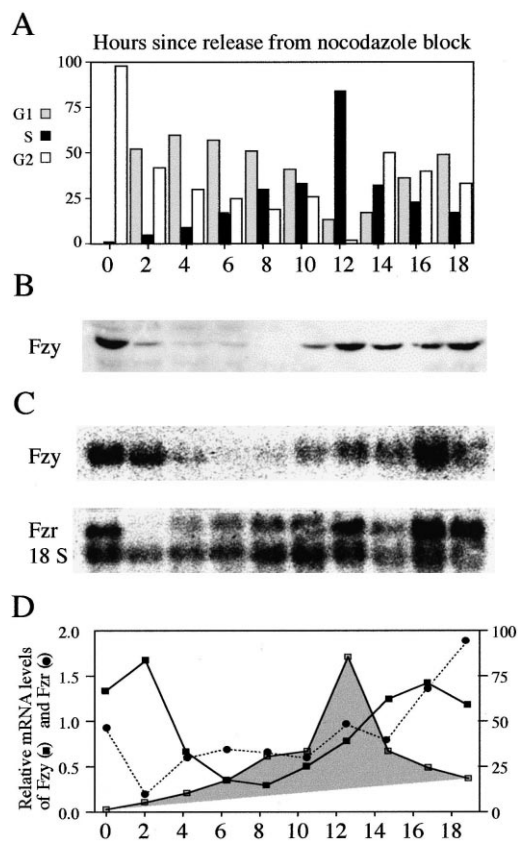 A
Hours since release from nocodazole block
100
75
50
25
0
G1
S
G2
0 2 4 6 8 10 12 14 16 18
B
Fzy
C
Fzy
Fzr
18 S
D
Relative mRNA levels
of Fzy (■) and Fzr (●)
2.0
1.5
1.0
0.5
0.0
100
75
50
25
0
0 2 4 6 8 10 12 14 16 18